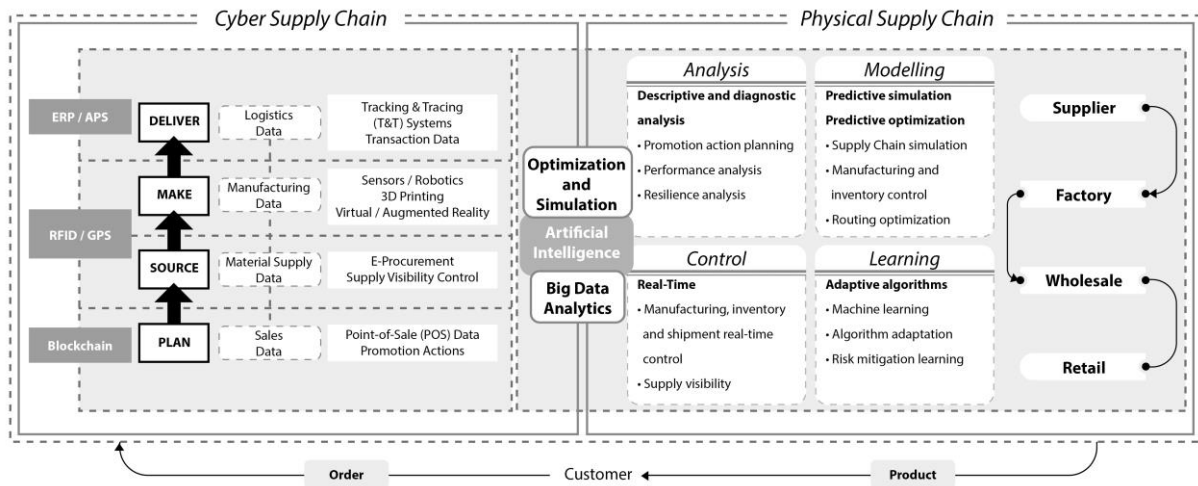 Cyber Supply Chain
Physical Supply Chain
ERP / APS
RFID / GPS
Blockchain
DELIVER
MAKE
SOURCE
PLAN
Logistics
Data
Manufacturing
Data
Material Supply
Data
Sales
Data
Tracking & Tracing
(T&T) Systems
Transaction Data
Sensors / Robotics
3D Printing
Virtual / Augmented Reality
E-Procurement
Supply Visibility Control
Point-of-Sale (POS) Data
Promotion Actions
Optimization
and
Simulation
Artificial
Intelligence
Big Data
Analytics
Analysis
Descriptive and diagnostic
analysis
• Promotion action planning
• Performance analysis
• Resilience analysis
Modelling
Predictive simulation
Predictive optimization
• Supply Chain simulation
• Manufacturing and
inventory control
• Routing optimization
Control
Real-Time
• Manufacturing, inventory
and shipment real-time
control
• Supply visibility
Learning
Adaptive algorithms
• Machine learning
• Algorithm adaptation
• Risk mitigation learning
Supplier
Factory
Wholesale
Retail
Order
Customer
Product